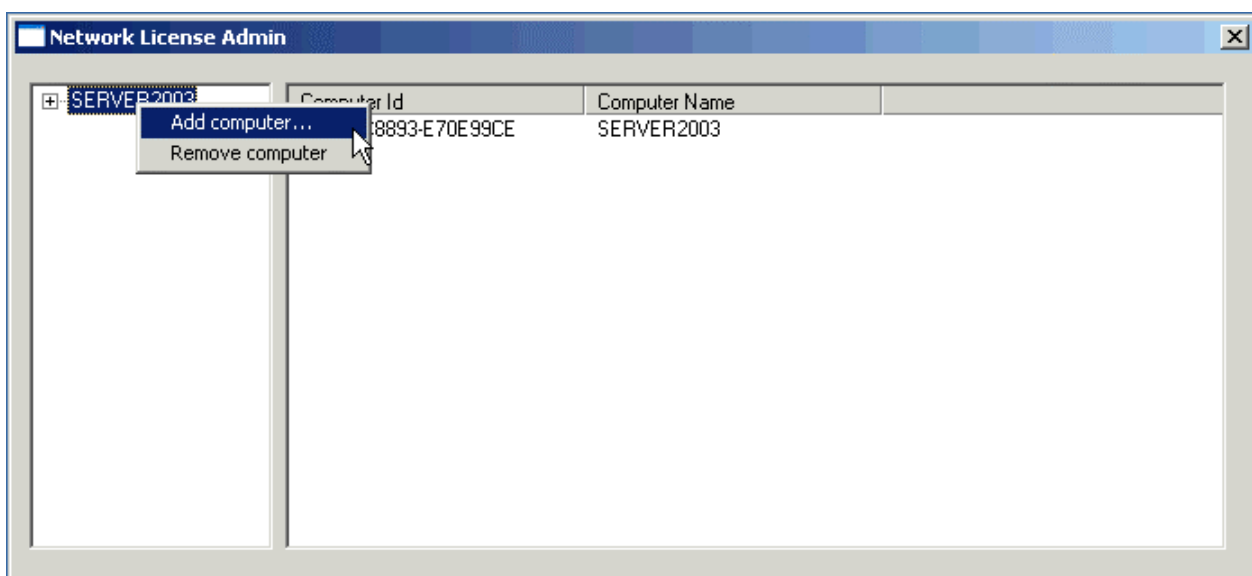 Network License Admin
SERVER2003
Computer Id
Computer Name
Add computer...
8893-E70E99CE
SERVER2003
Remove computer